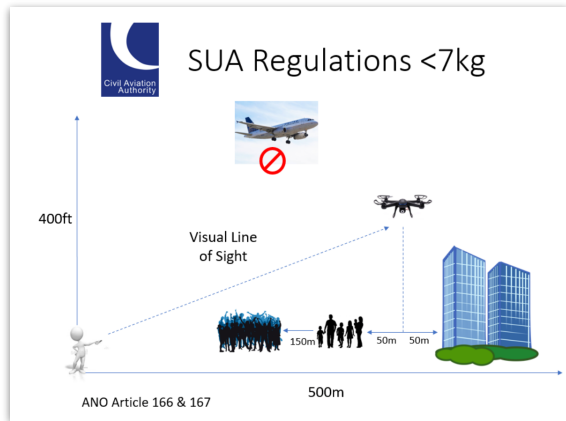 Civil Aviation
Authority
SUA Regulations <7kg
400ft
Visual Line
of Sight
150m
50m
50m
500m
ANO Article 166 & 167